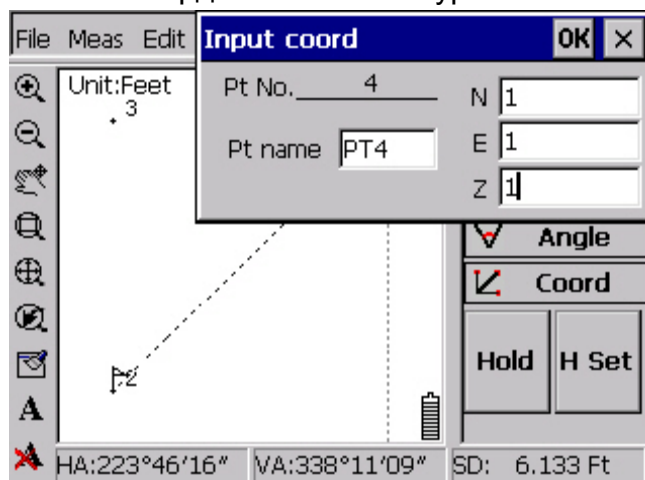 File Meas Edit
Input coord OK ×
Unit:Feet
3
Pt No. 4
N 1
Pt name PT4
E 1
Z 1
Angle
Coord
Hold H Set
2
A
A
HA:223°46'16" VA:338°11'09" SD: 6.133 Ft